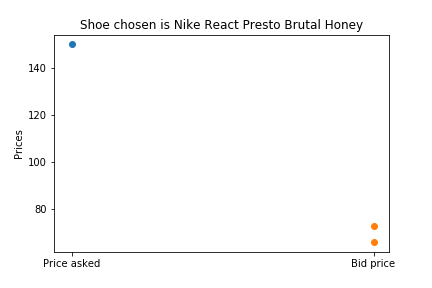 Shoe chosen is Nike React Presto Brutal Honey
140
120
100
80
Prices
Price asked
Bid price